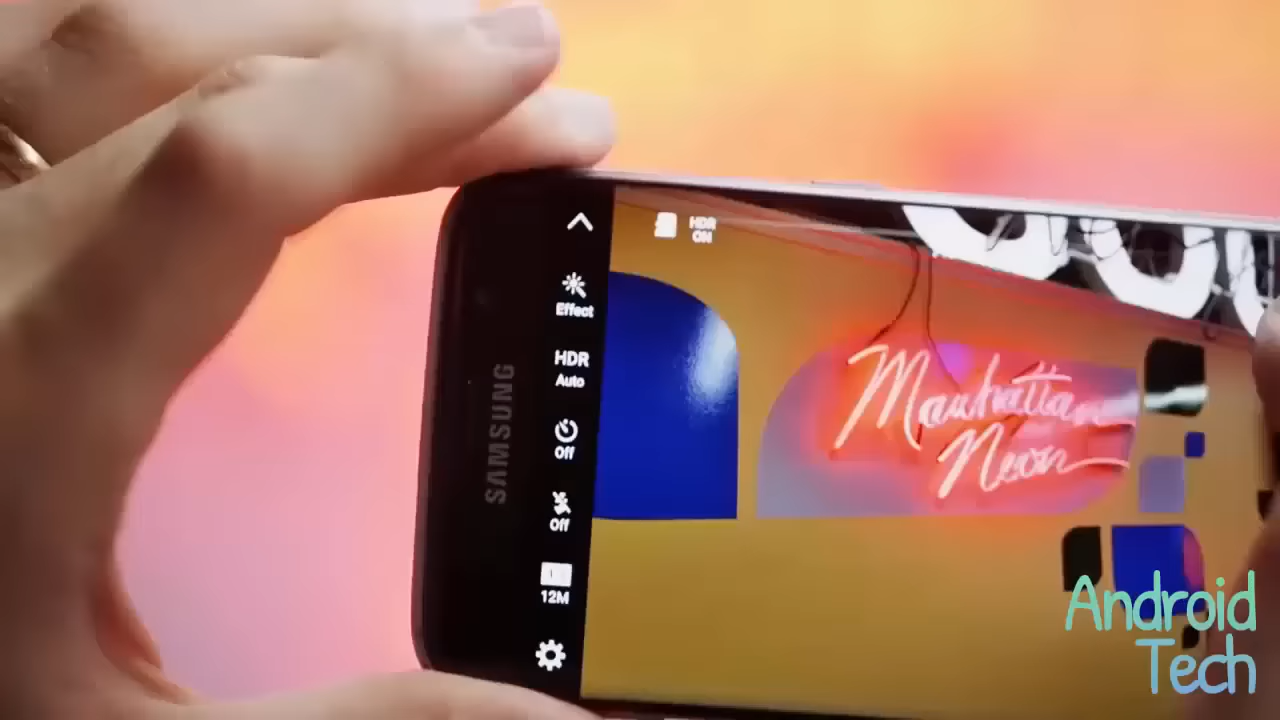 HDR
ON
Effect
HDR
Auto
Off
Off
12M
SAMSUNG
Manhattan
Neon
Android
Tech